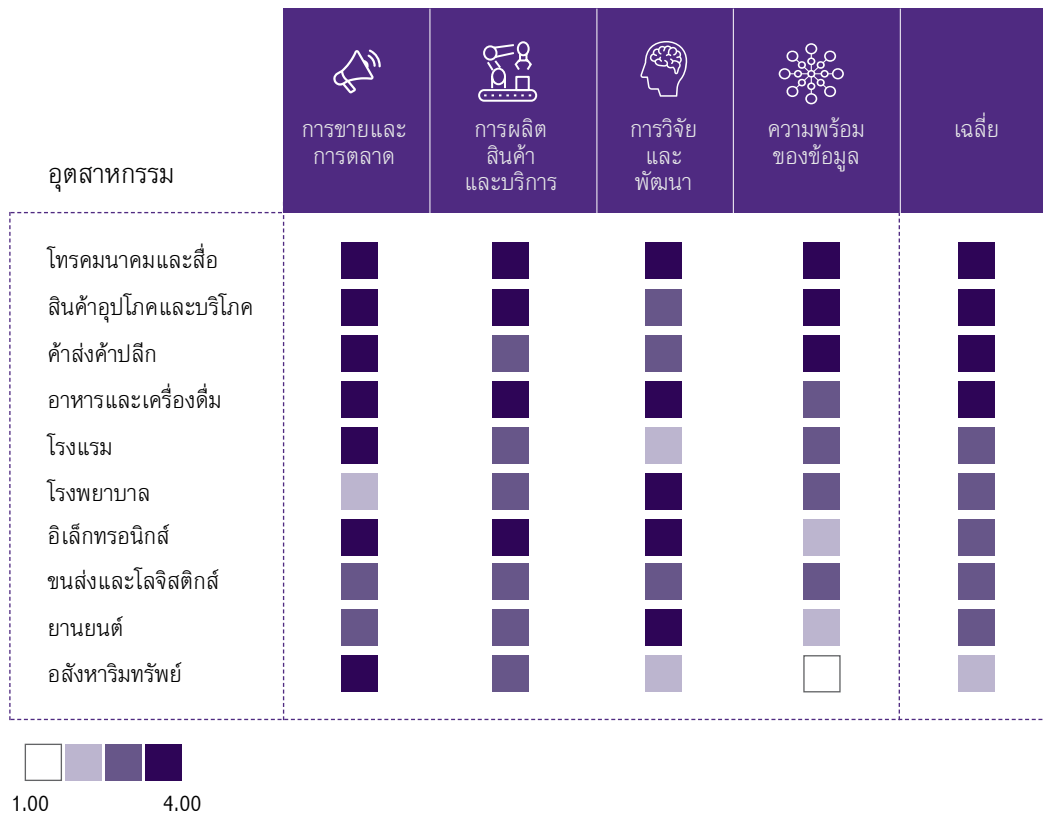 การขายและ
การตลาด
การผลิต
สินค้า
และบริการ
การวิจัย
และ
พัฒนา
ความพร้อม
ของข้อมูล
เฉลี่ย
อุตสาหกรรม
โทรคมนาคมและสื่อ
สินค้าอุปโภคและบริโภค
ค้าส่งค้าปลีก
อาหารและเครื่องดื่ม
โรงแรม
โรงพยาบาล
อิเล็กทรอนิกส์
ขนส่งและโลจิสติกส์
ยานยนต์
อสังหาริมทรัพย์
1.00 4.00